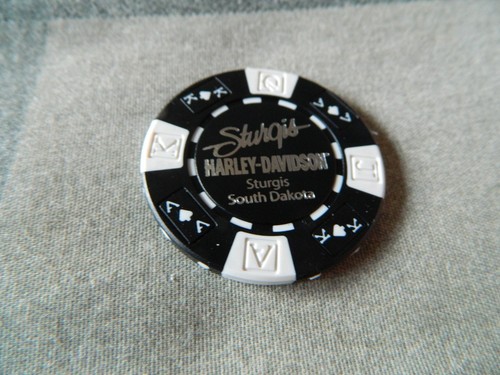 Q
K ♠ K
A ♠ A
K
J
Sturgis
HARLEY-DAVIDSON
Sturgis
South Dakota
A ♠ A
K ♠ K
A